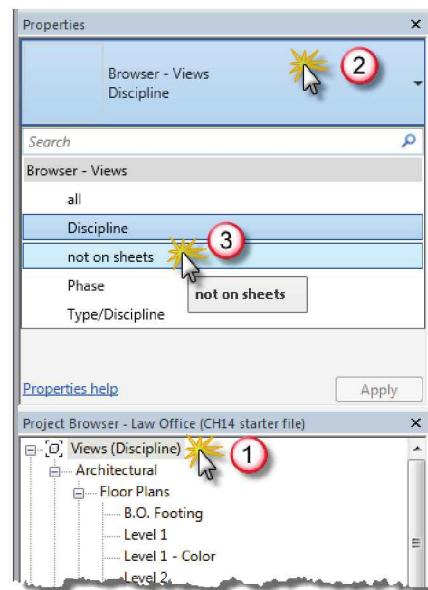 Properties
×
Browser - Views
Discipline
2
Search
Browser - Views
all
Discipline
not on sheets
3
Phase
not on sheets
Type/Discipline
Properties help
Apply
Project Browser - Law Office (CH14 starter file)
×
Views (Discipline)
1
Architectural
Floor Plans
B.O. Footing
Level 1
Level 1 - Color
Level 2